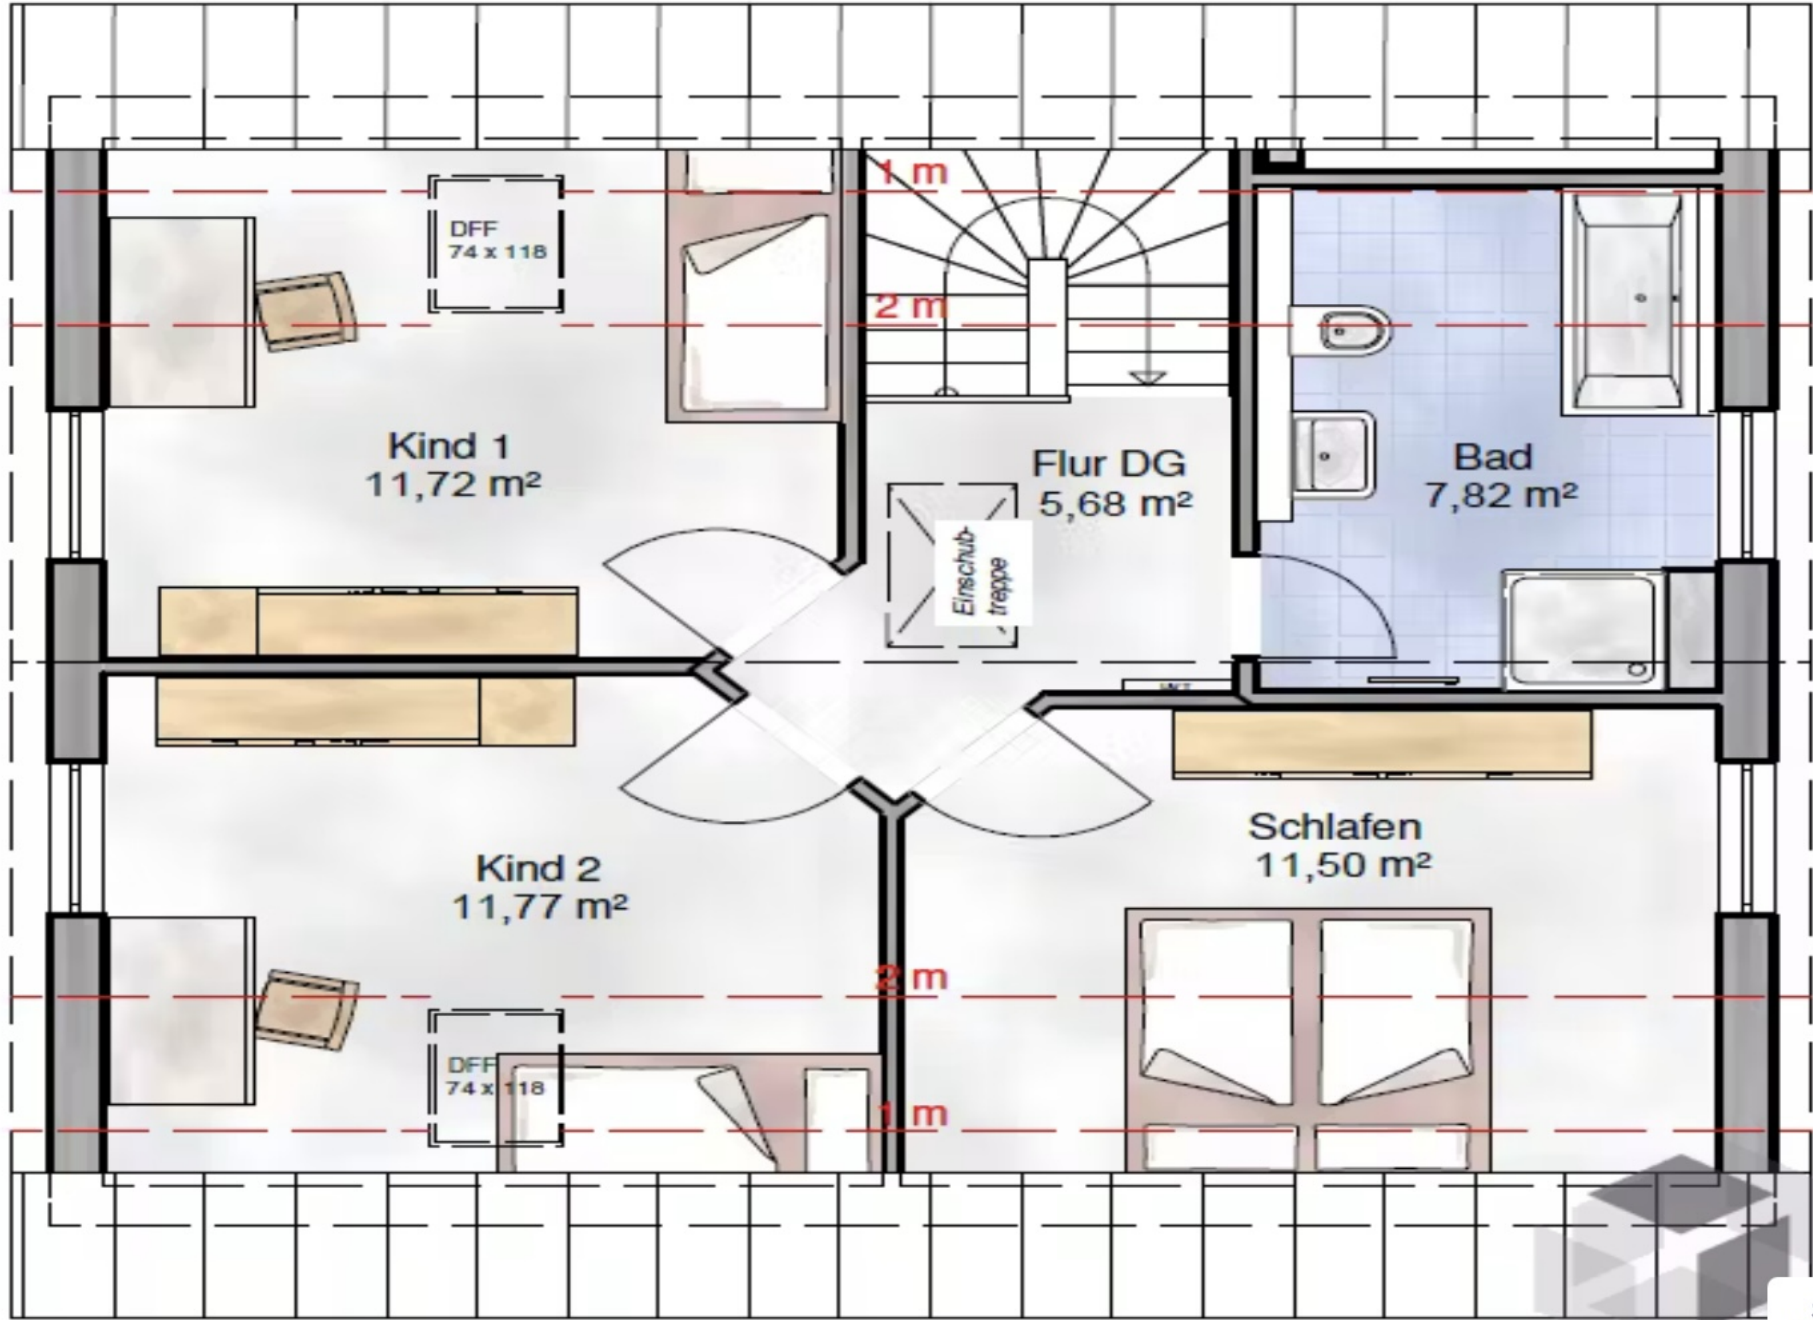 1 m
DFF
74 x 118
2 m
Kind 1
11,72 m²
Flur DG
5,68 m²
Bad
7,82 m²
Einschub-
treppe
Schlafen
11,50 m²
Kind 2
11,77 m²
2 m
DFF
74 x 118
1 m